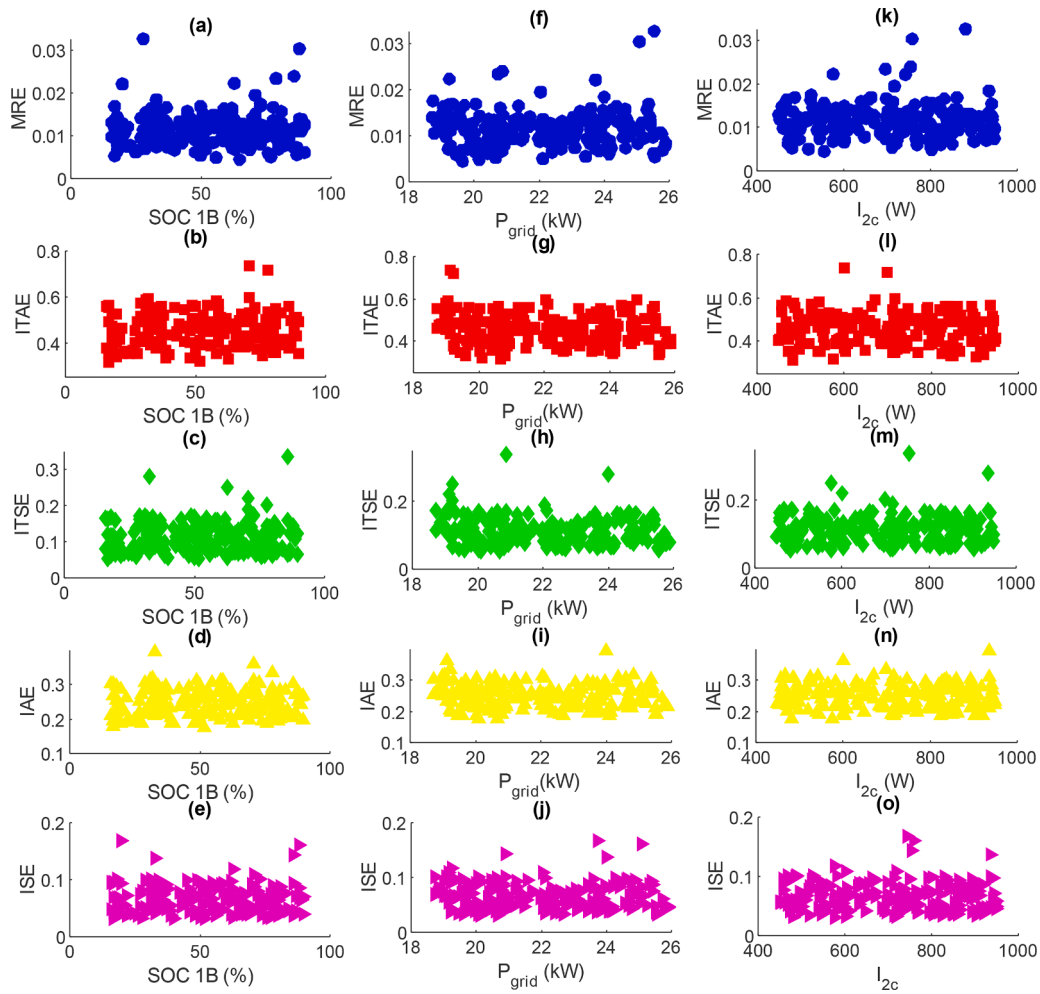 (a)
0.03
0.02
0.01
0
MRE
0 50 100
SOC 1B (%)
(f)
0.03
0.02
0.01
0
MRE
18 20 22 24 26
P_grid (kW)
(k)
0.03
0.02
0.01
0
MRE
400 600 800 1000
I_2c (W)
(b)
0.8
0.6
0.4
ITAE
0 50 100
SOC 1B (%)
(g)
0.8
0.6
0.4
ITAE
18 20 22 24 26
P_grid (kW)
(l)
0.8
0.6
0.4
ITAE
400 600 800 1000
I_2c (W)
(c)
0.3
0.2
0.1
0
ITSE
0 50 100
SOC 1B (%)
(h)
0.2
0
ITSE
18 20 22 24 26
P_grid (kW)
(m)
0.2
0
ITSE
400 600 800 1000
I_2c (W)
(d)
0.3
0.2
0.1
IAE
0 50 100
SOC 1B (%)
(i)
0.3
0.2
0.1
IAE
18 20 22 24 26
P_grid(kW)
(n)
0.3
0.2
0.1
IAE
400 600 800 1000
I_2c (W)
(e)
0.2
0.1
0
ISE
0 50 100
SOC 1B (%)
(j)
0.2
0.1
0
ISE
18 20 22 24 26
P_grid (kW)
(o)
0.2
0.1
0
ISE
400 600 800 1000
I_2c